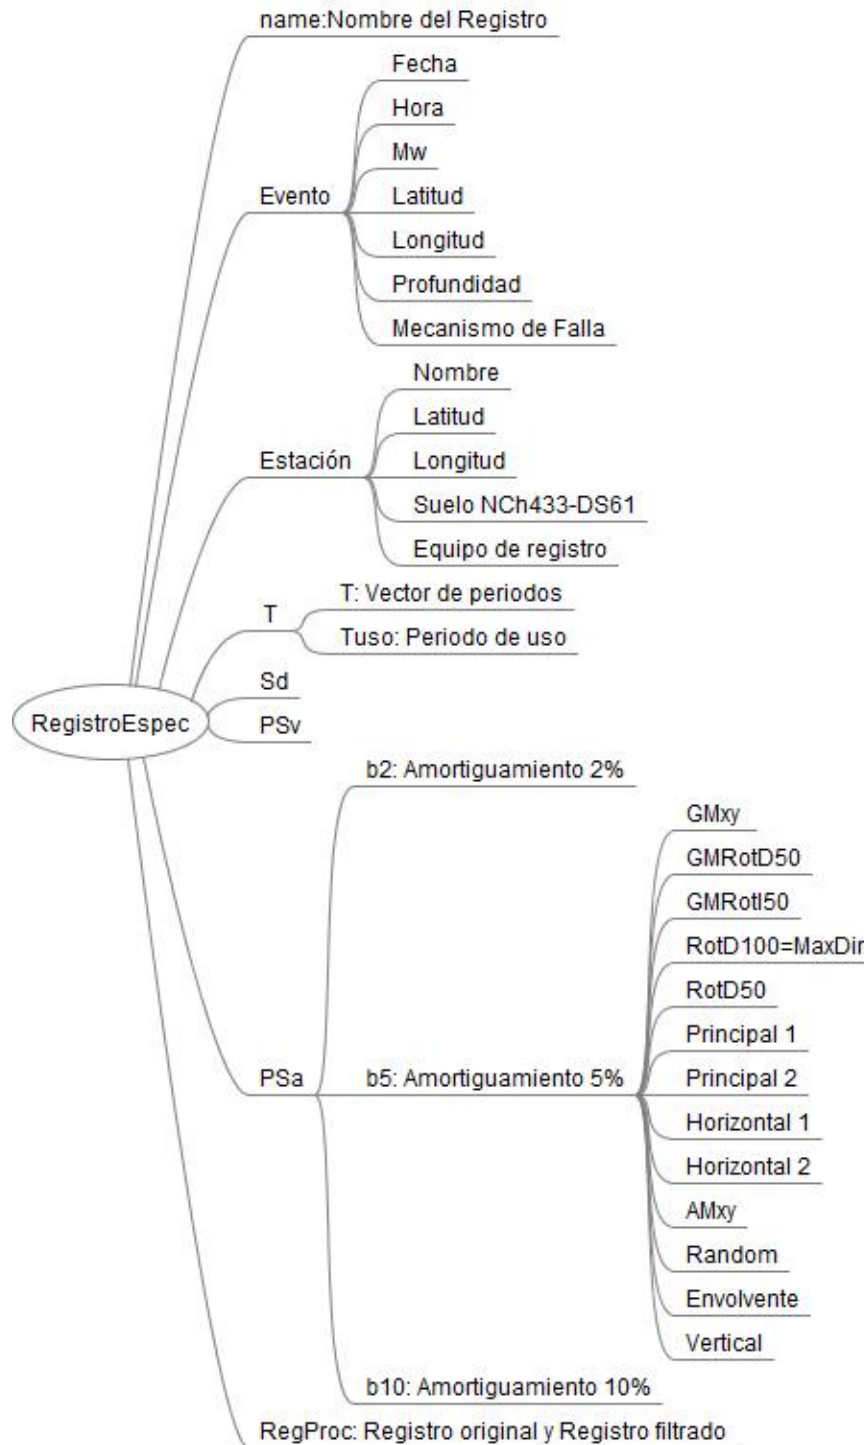 name:Nombre del Registro
Fecha
Hora
Mw
Evento
Latitud
Longitud
Profundidad
Mecanismo de Falla
Nombre
Latitud
Estación
Longitud
Suelo NCh433-DS61
Equipo de registro
T: Vector de periodos
T
Tuso: Periodo de uso
Sd
RegistroEspec
PSv
b2: Amortiguamiento 2%
GMxy
GMRotD50
GMRotI50
RotD100=MaxDir
RotD50
Principal 1
PSa
b5: Amortiguamiento 5%
Principal 2
Horizontal 1
Horizontal 2
AMxy
Random
Envolvente
Vertical
b10: Amortiguamiento 10%
RegProc: Registro original y Registro filtrado